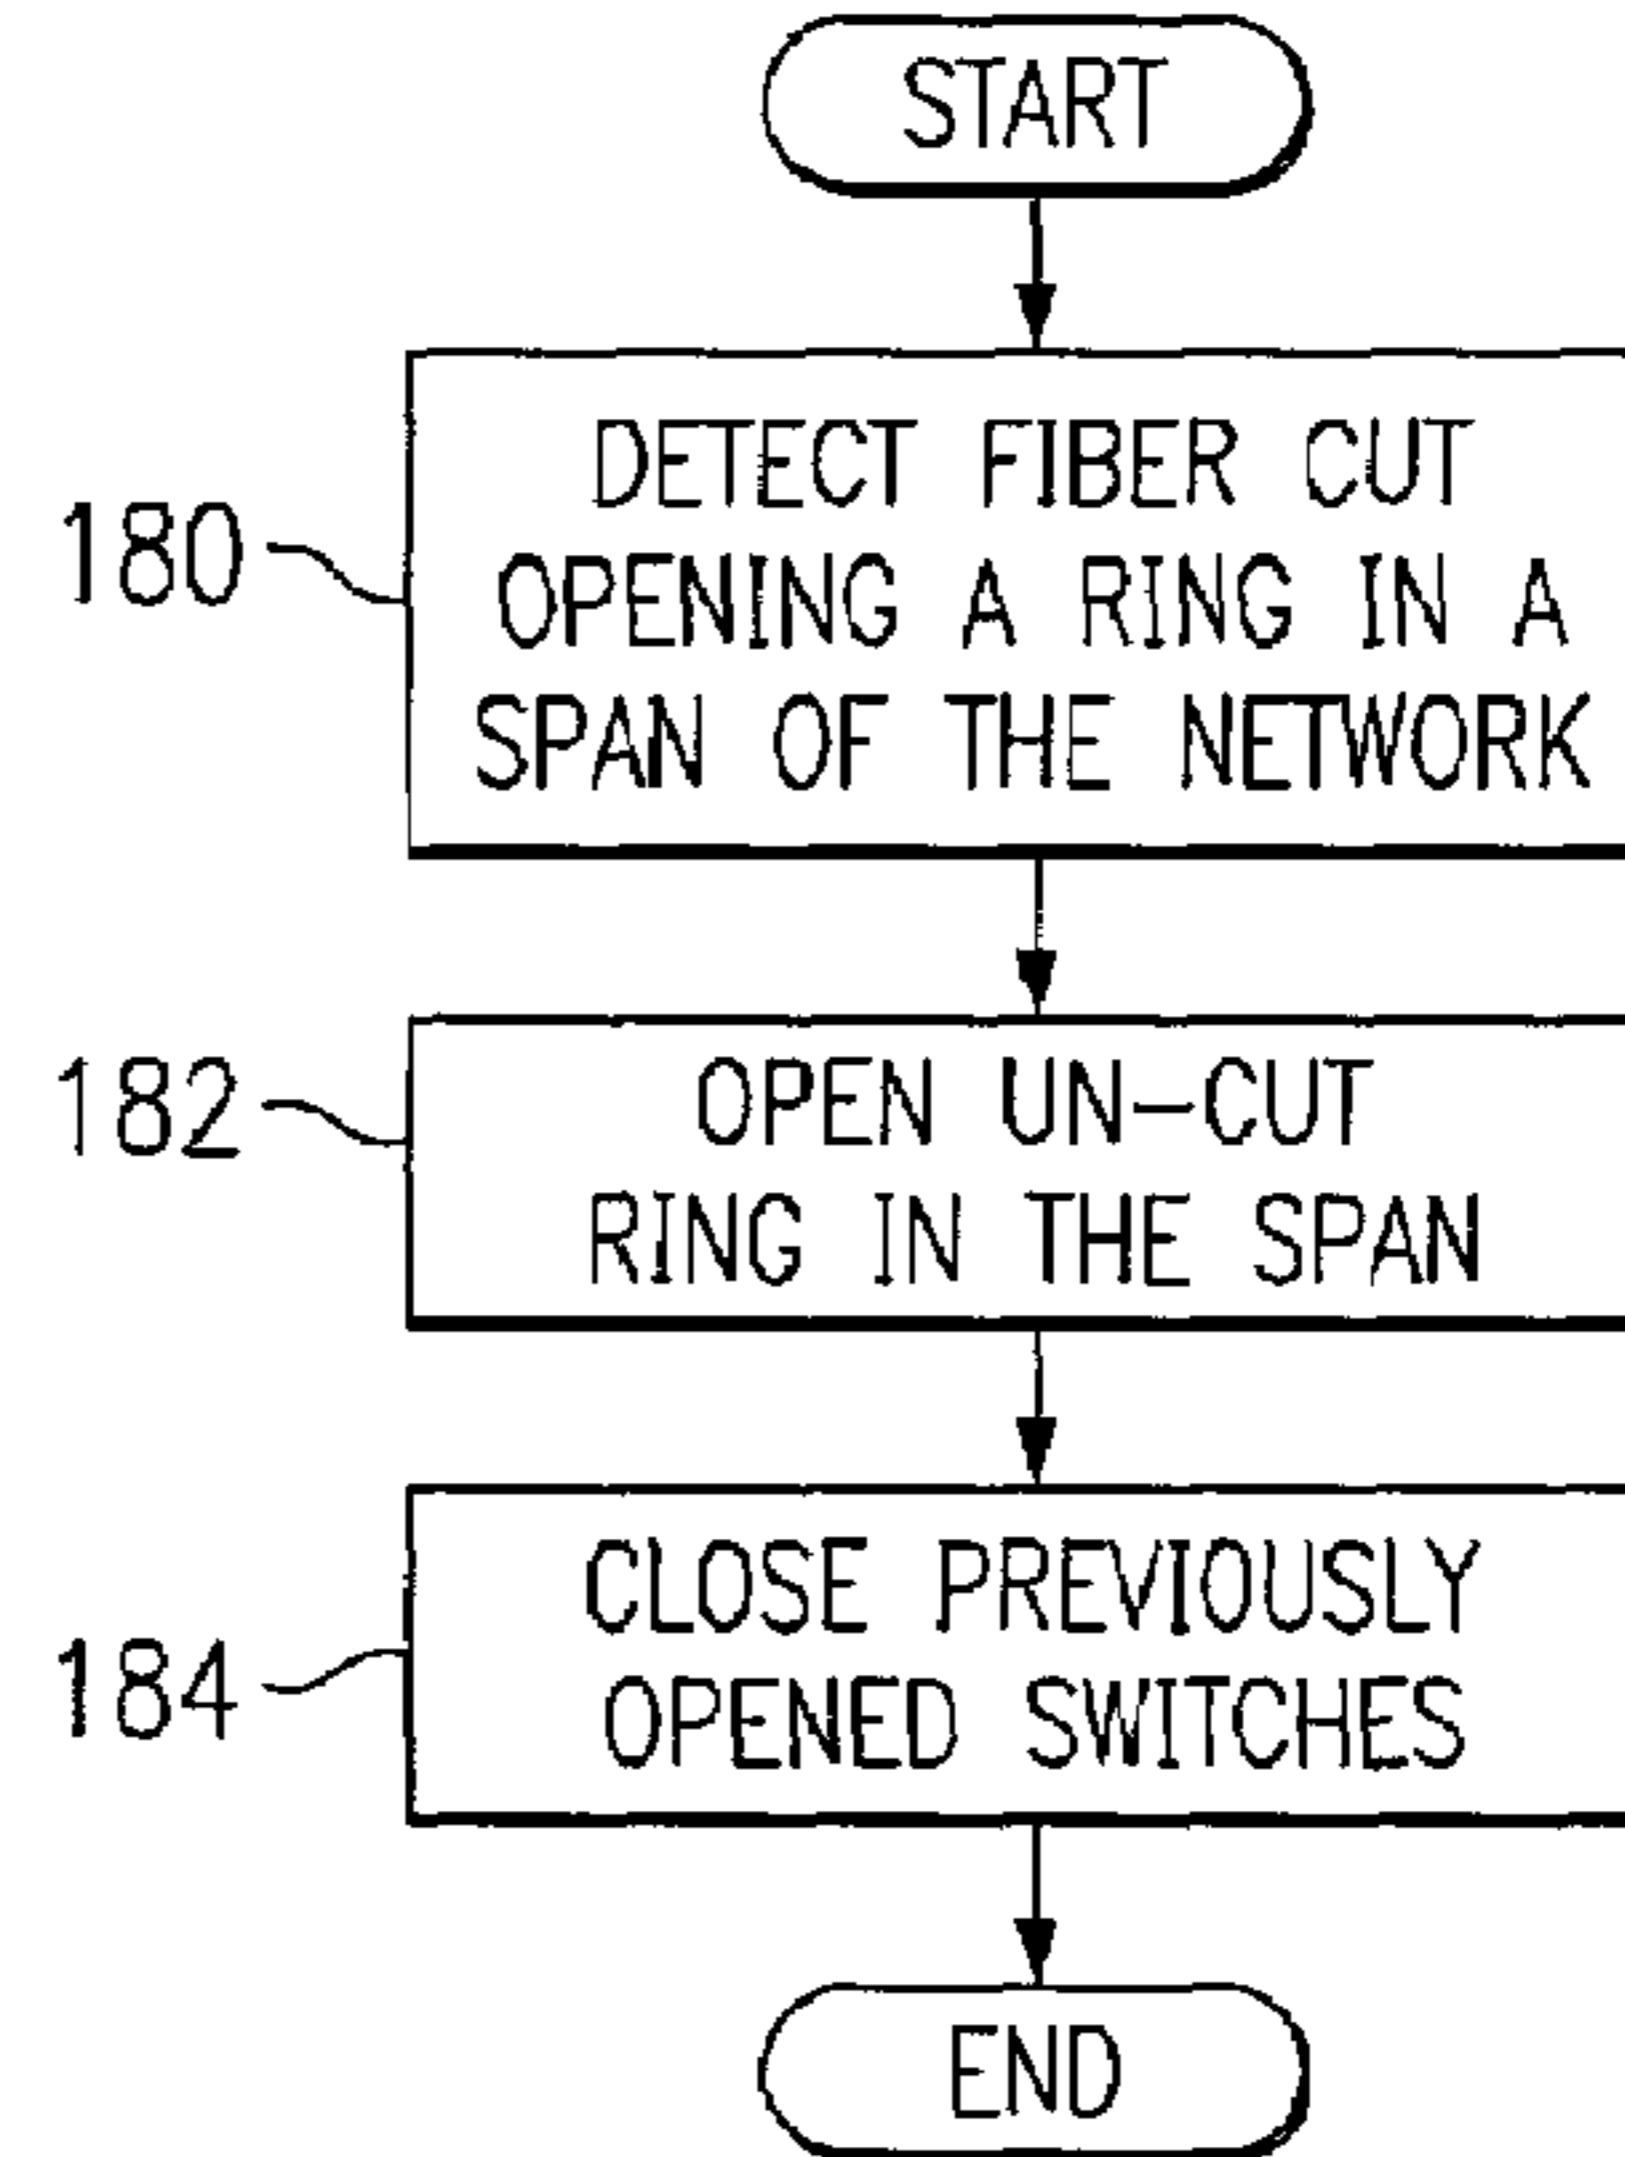 START
180
DETECT FIBER CUT
OPENING A RING IN A
SPAN OF THE NETWORK
182
OPEN UN-CUT
RING IN THE SPAN
184
CLOSE PREVIOUSLY
OPENED SWITCHES
END